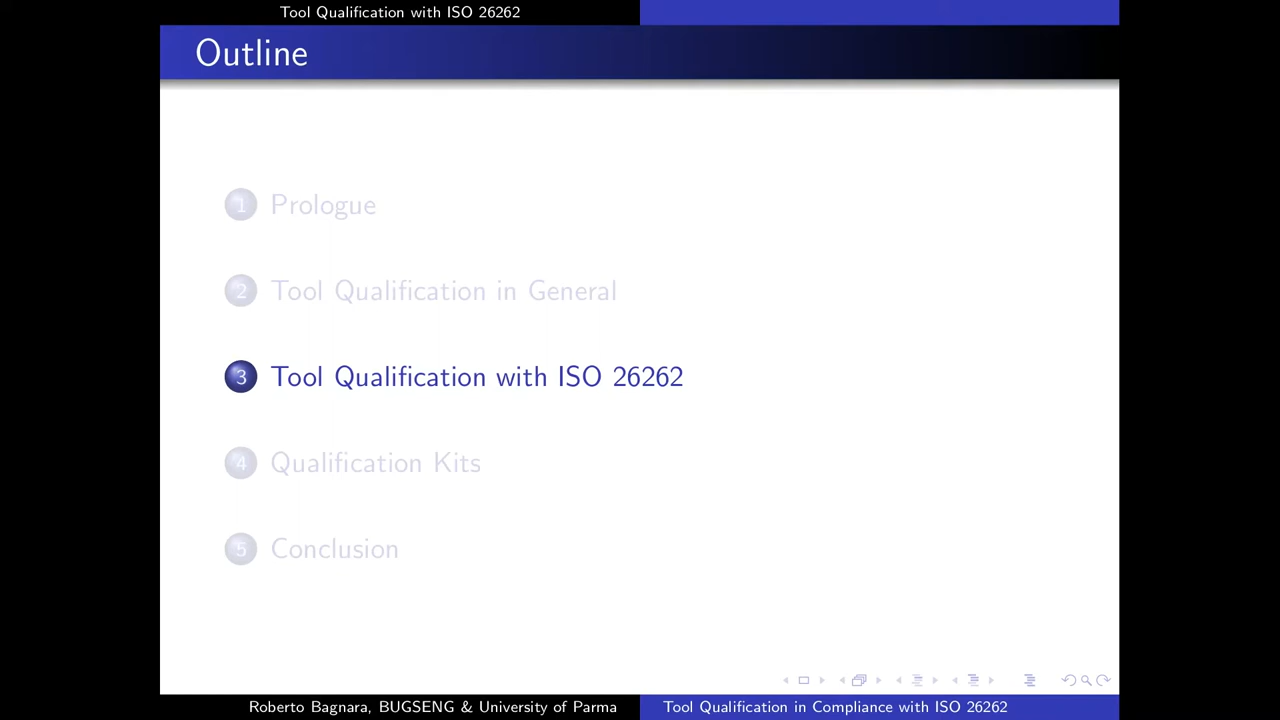 Tool Qualification with ISO 26262
Outline
1 Prologue
2 Tool Qualification in General
3 Tool Qualification with ISO 26262
4 Qualification Kits
5 Conclusion
Roberto Bagnara, BUGSENG & University of Parma
Tool Qualification in Compliance with ISO 26262